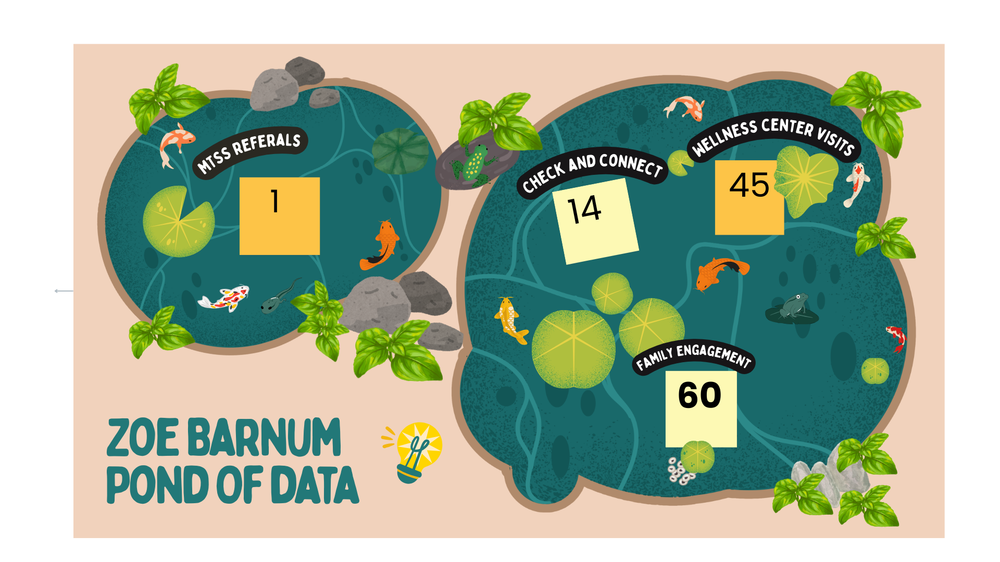 MTSS REFERALS
1
CHECK AND CONNECT
14
WELLNESS CENTER VISITS
45
FAMILY ENGAGEMENT
60
ZOE BARNUM
POND OF DATA